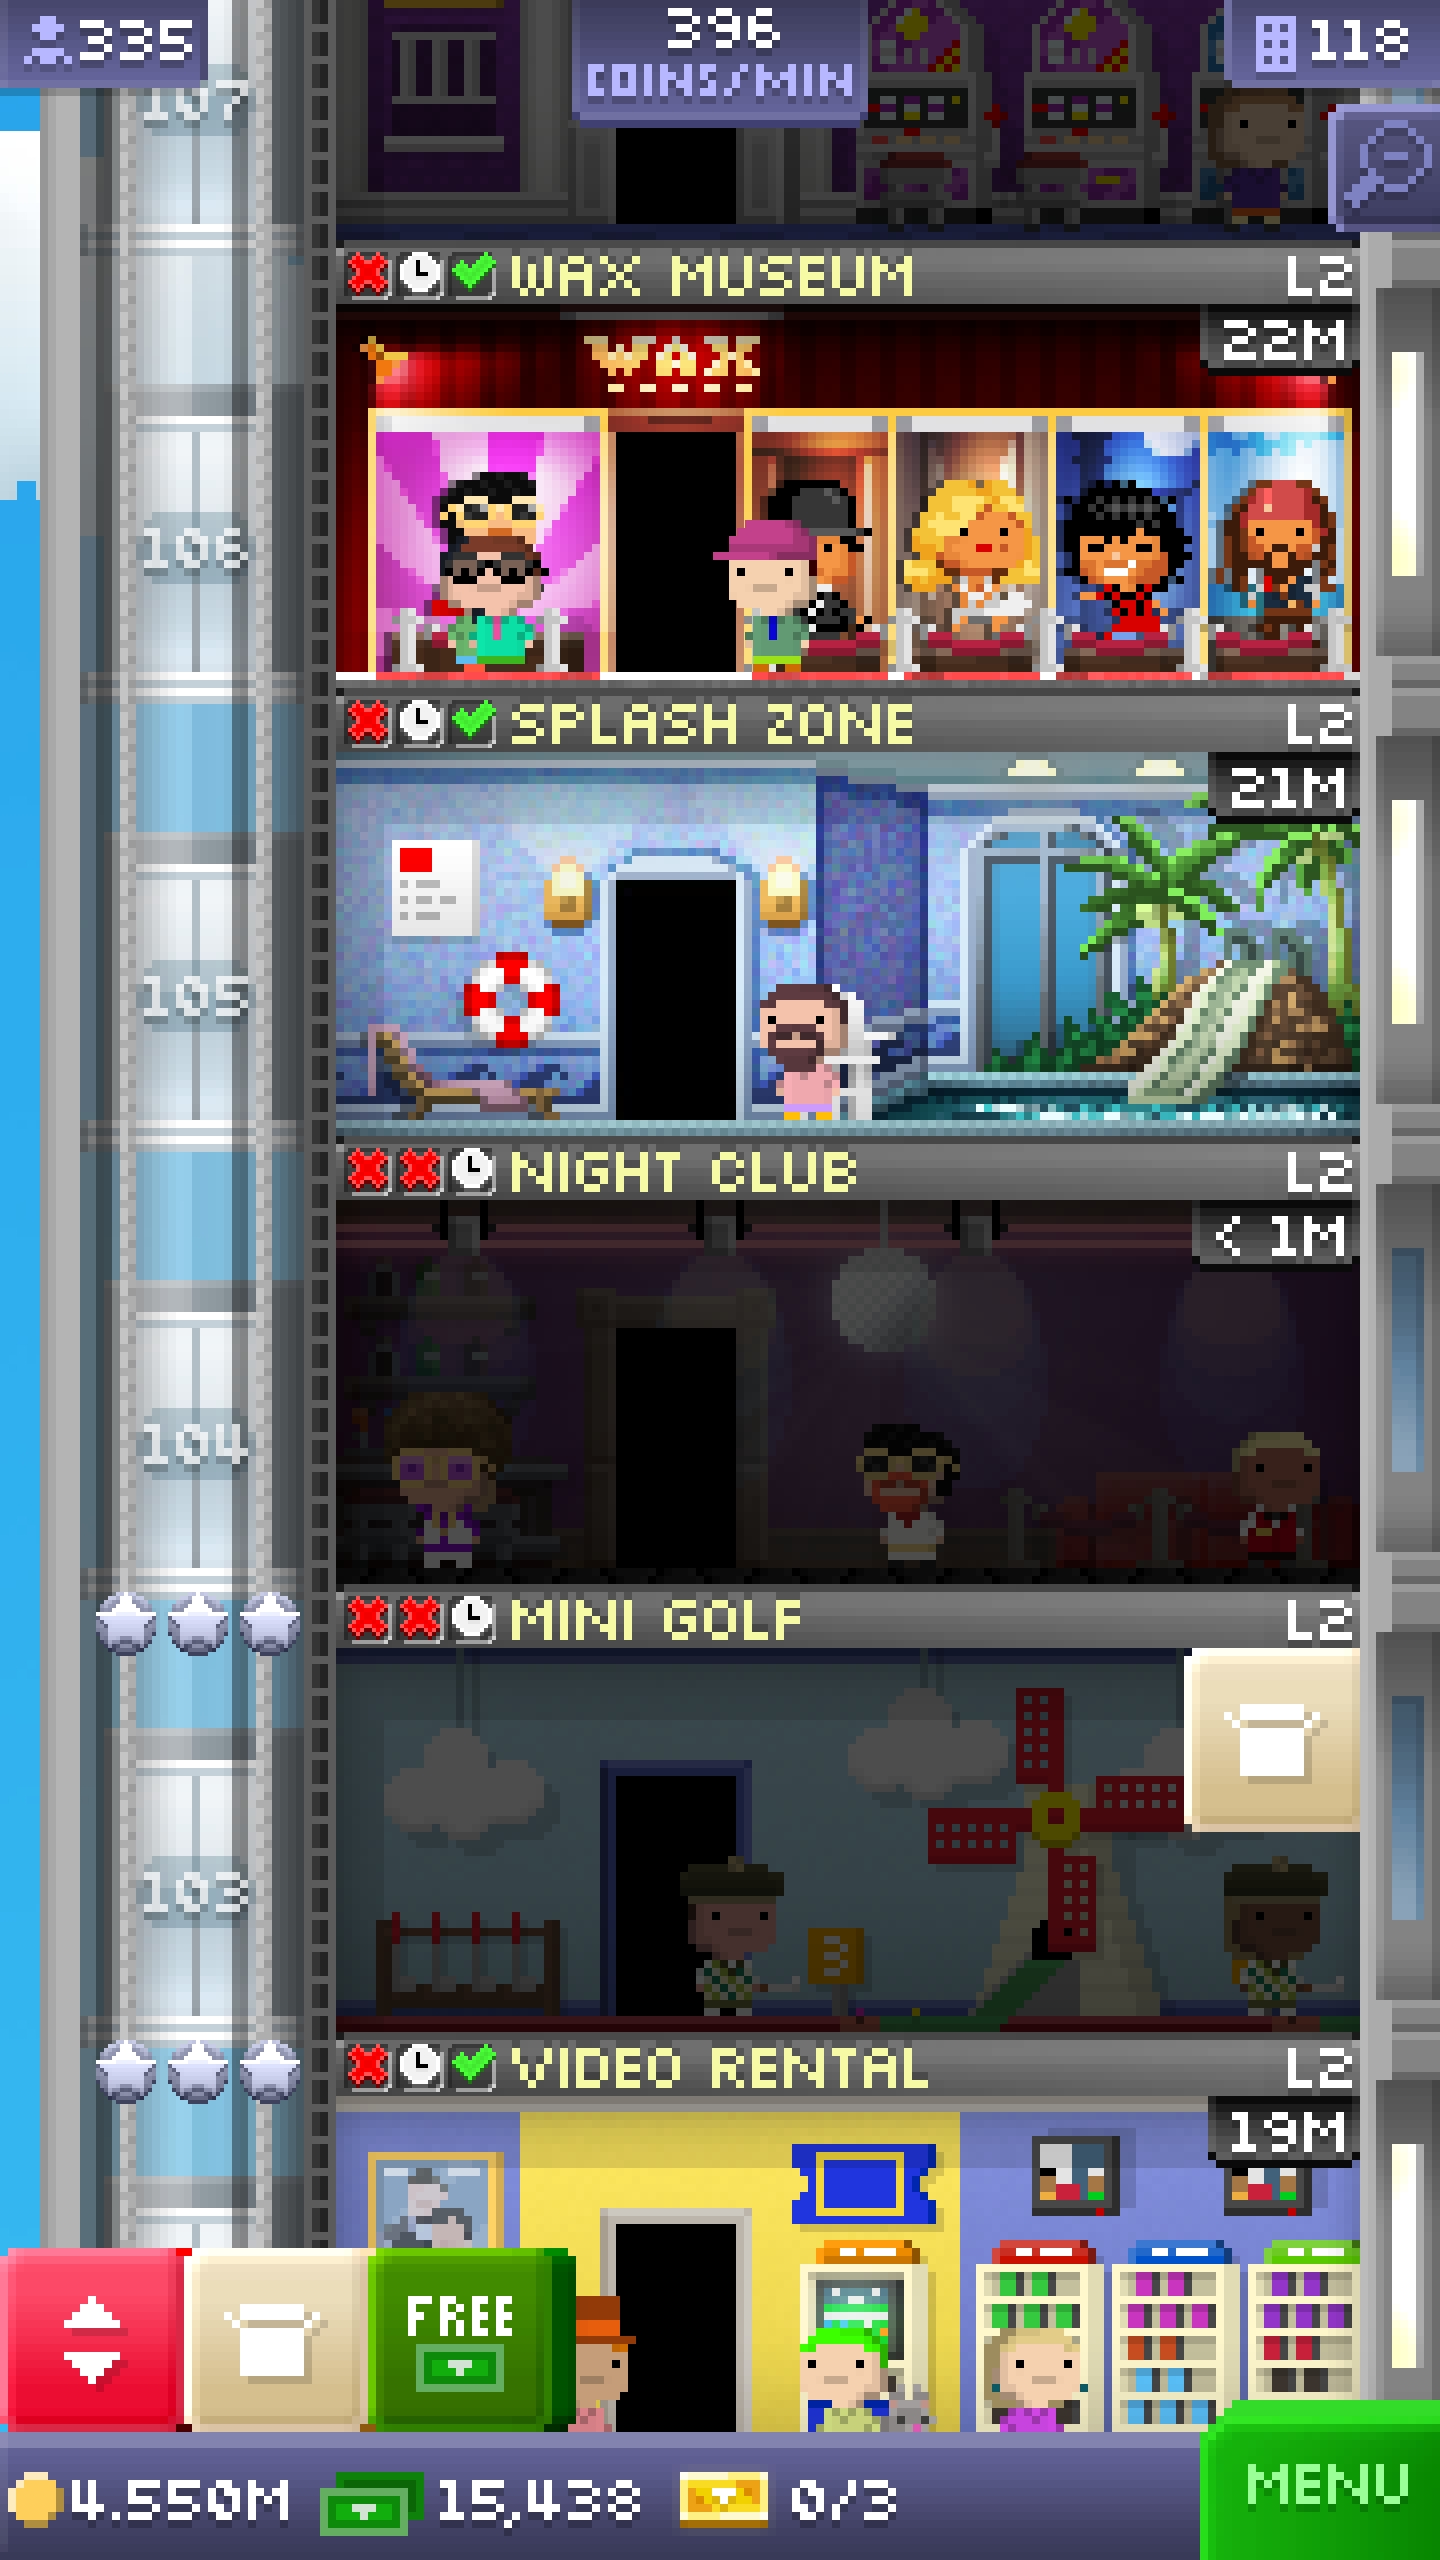 335
396
COINS/MIN
118
107
WAX MUSEUM
L2
22M
WAX
106
SPLASH ZONE
L2
21M
105
NIGHT CLUB
L2
< 1M
104
MINI GOLF
L2
103
3
VIDEO RENTAL
L2
19M
FREE
4.550M
15,438
0/3
MENU